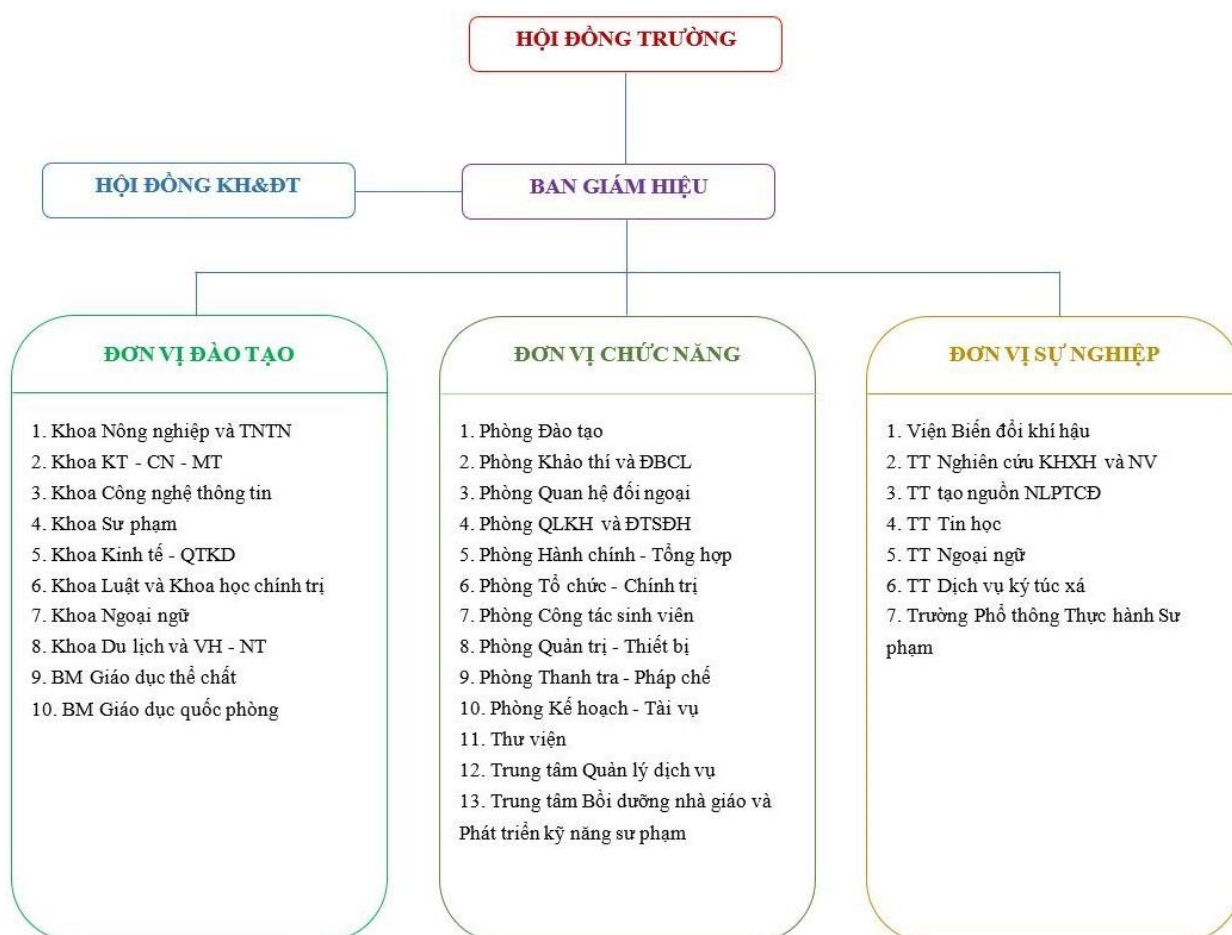 HỘI ĐỒNG TRƯỜNG
HỘI ĐỒNG KH&ĐT
BAN GIÁM HIỆU
ĐƠN VỊ ĐÀO TẠO
1. Khoa Nông nghiệp và TNTN
2. Khoa KT - CN - MT
3. Khoa Công nghệ thông tin
4. Khoa Sư phạm
5. Khoa Kinh tế - QTKD
6. Khoa Luật và Khoa học chính trị
7. Khoa Ngoại ngữ
8. Khoa Du lịch và VH - NT
9. BM Giáo dục thể chất
10. BM Giáo dục quốc phòng
ĐƠN VỊ CHỨC NĂNG
1. Phòng Đào tạo
2. Phòng Khảo thí và ĐBCL
3. Phòng Quan hệ đối ngoại
4. Phòng QLKH và ĐTSĐH
5. Phòng Hành chính - Tổng hợp
6. Phòng Tổ chức - Chính trị
7. Phòng Công tác sinh viên
8. Phòng Quản trị - Thiết bị
9. Phòng Thanh tra - Pháp chế
10. Phòng Kế hoạch - Tài vụ
11. Thư viện
12. Trung tâm Quản lý dịch vụ
13. Trung tâm Bồi dưỡng nhà giáo và
Phát triển kỹ năng sư phạm
ĐƠN VỊ SỰ NGHIỆP
1. Viện Biến đổi khí hậu
2. TT Nghiên cứu KHXH và NV
3. TT tạo nguồn NLPTCĐ
4. TT Tin học
5. TT Ngoại ngữ
6. TT Dịch vụ ký túc xá
7. Trường Phổ thông Thực hành Sư
phạm